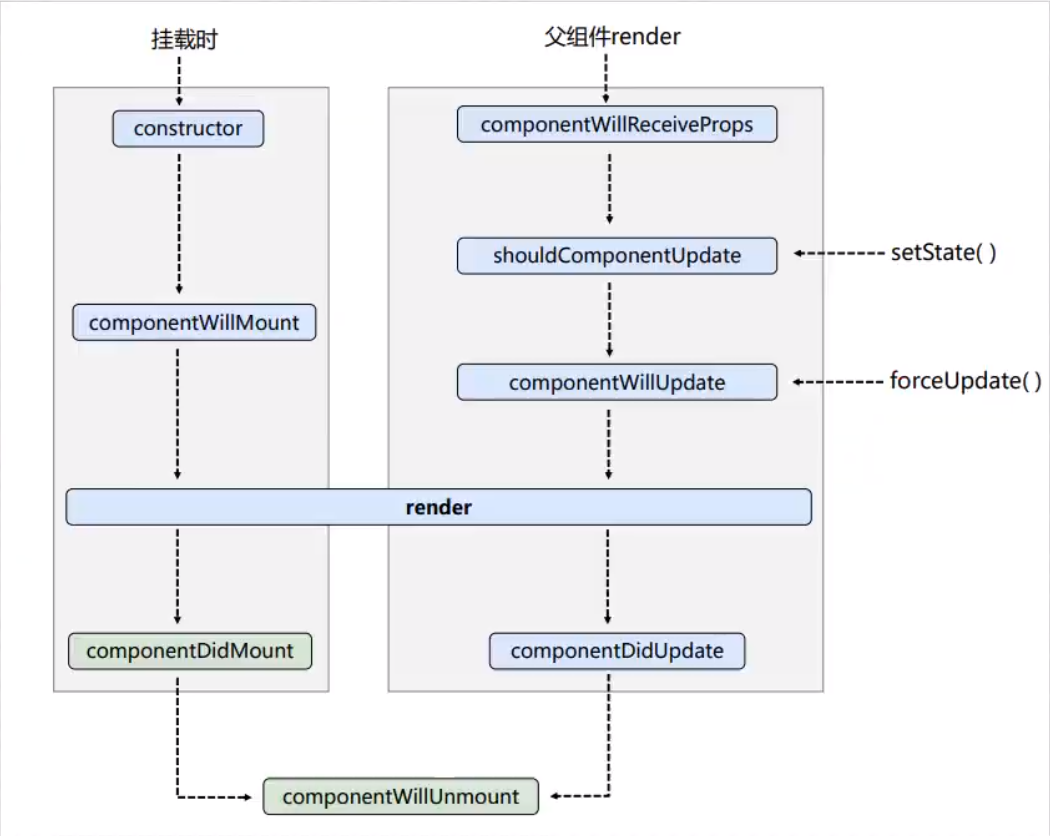 挂载时
父组件render
constructor
componentWillReceiveProps
shouldComponentUpdate
setState( )
componentWillMount
componentWillUpdate
forceUpdate( )
render
componentDidMount
componentDidUpdate
componentWillUnmount